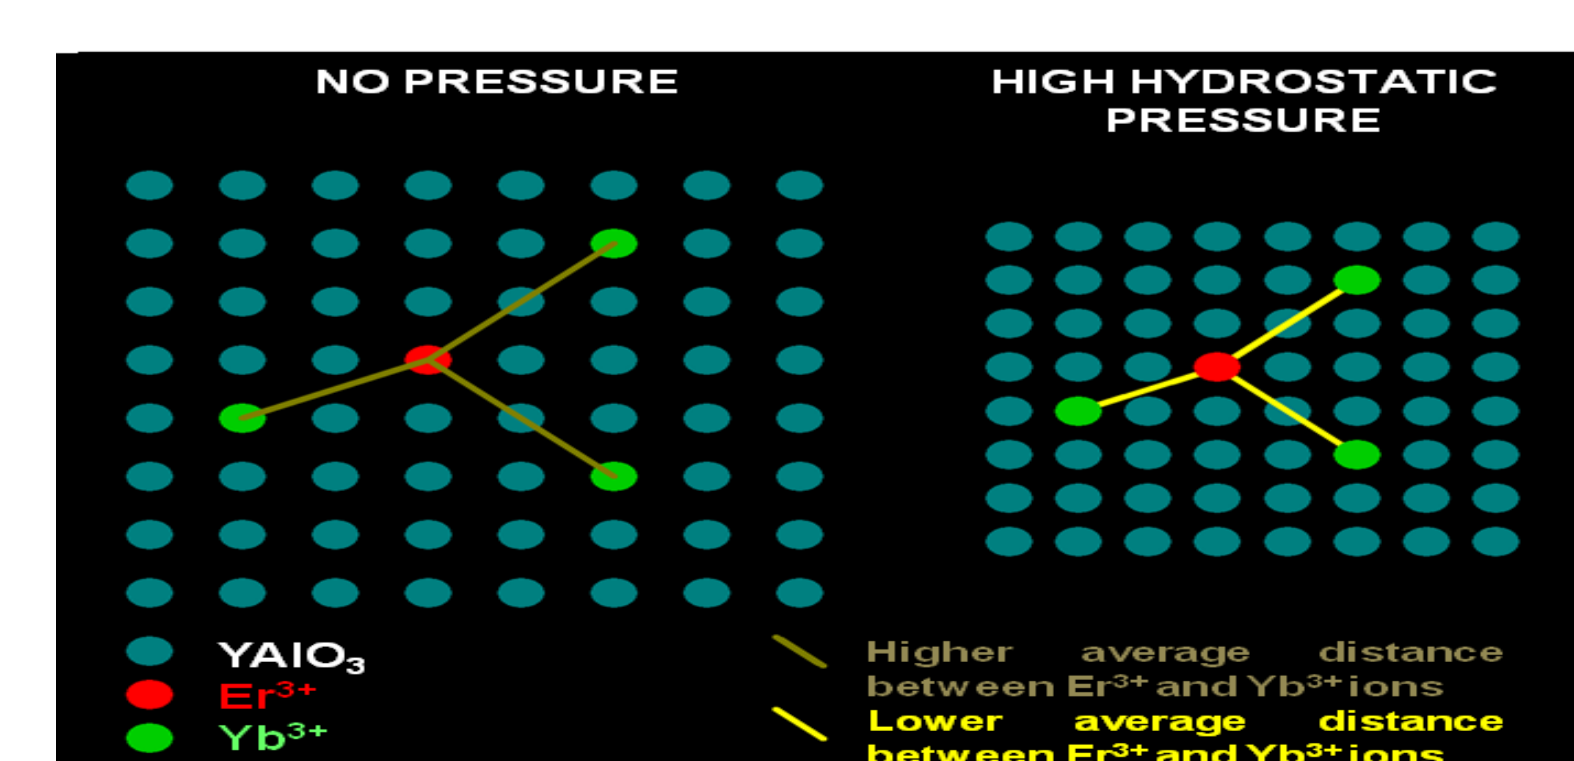 NO PRESSURE
HIGH HYDROSTATIC
PRESSURE
YAlO₃
Er³⁺
Yb³⁺
Higher average distance
between Er³⁺ and Yb³⁺ ions
Lower average distance
between Er³⁺ and Yb³⁺ ions